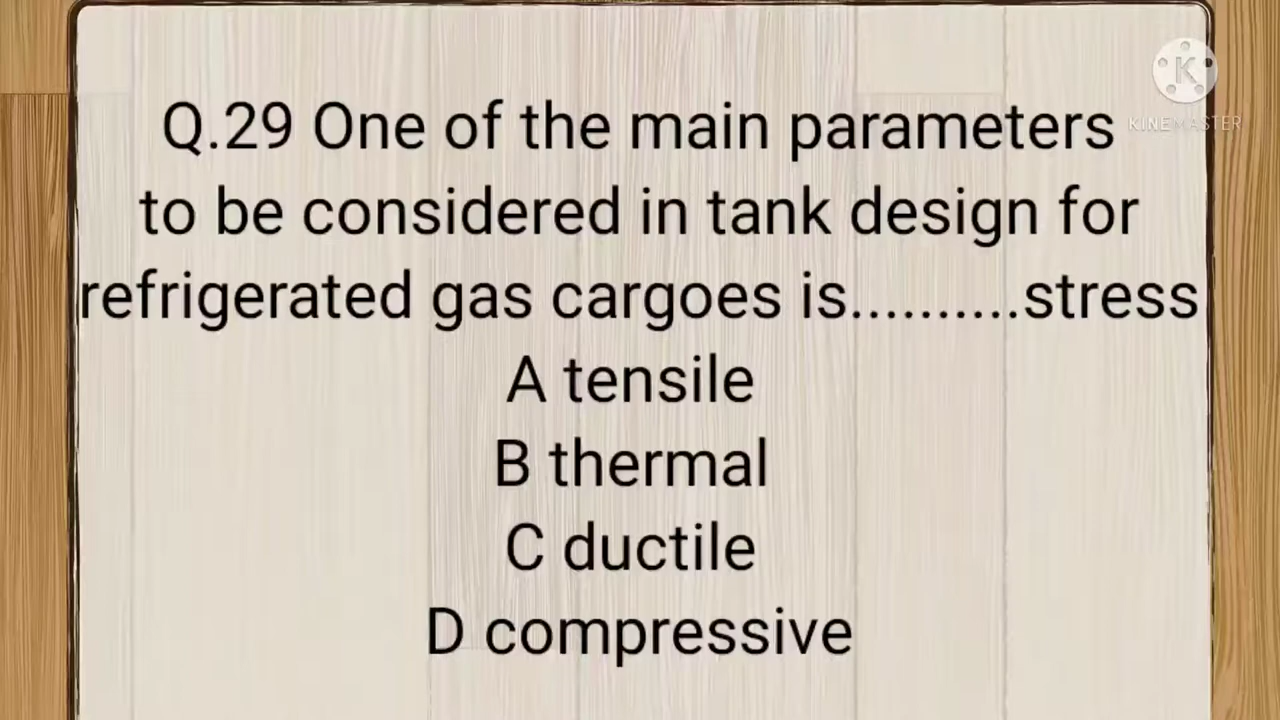 Q.29 One of the main parameters
to be considered in tank design for
refrigerated gas cargoes is..........stress
A tensile
B thermal
C ductile
D compressive
K
KINEMASTER